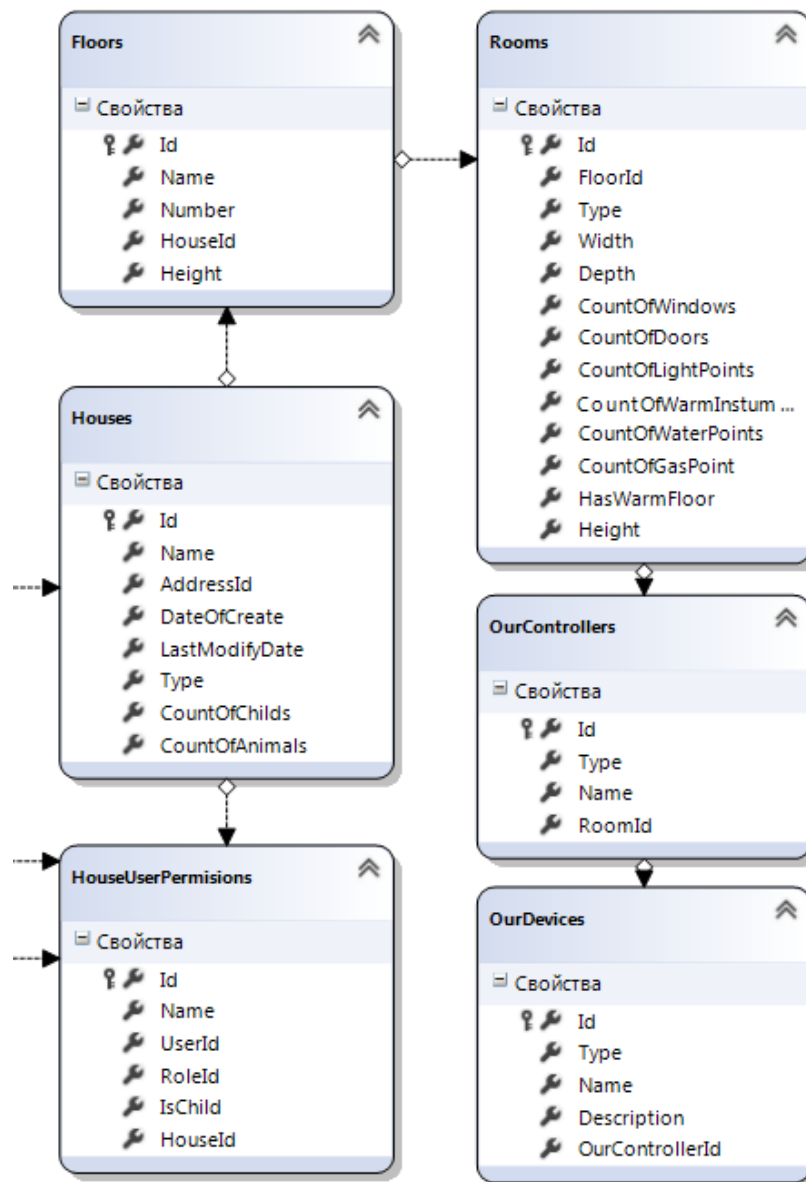 Floors
Свойства
Id
Name
Number
HouseId
Height
Rooms
Свойства
Id
FloorId
Type
Width
Depth
CountOfWindows
CountOfDoors
CountOfLightPoints
CountOfWarmInstum ...
CountOfWaterPoints
CountOfGasPoint
HasWarmFloor
Height
Houses
Свойства
Id
Name
AddressId
DateOfCreate
LastModifyDate
Type
CountOfChilds
CountOfAnimals
OurControllers
Свойства
Id
Type
Name
RoomId
HouseUserPermisions
Свойства
Id
Name
UserId
RoleId
IsChild
HouseId
OurDevices
Свойства
Id
Type
Name
Description
OurControllerId